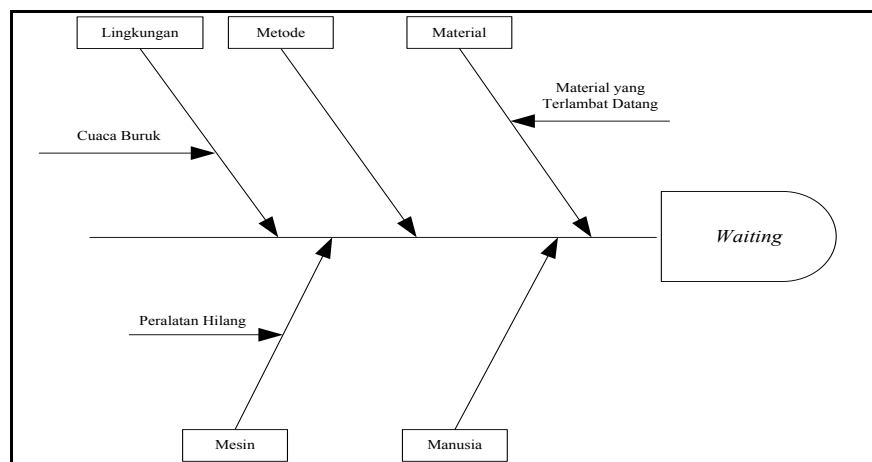 Lingkungan
Metode
Material
Material yang
Terlambat Datang
Cuaca Buruk
Waiting
Peralatan Hilang
Mesin
Manusia